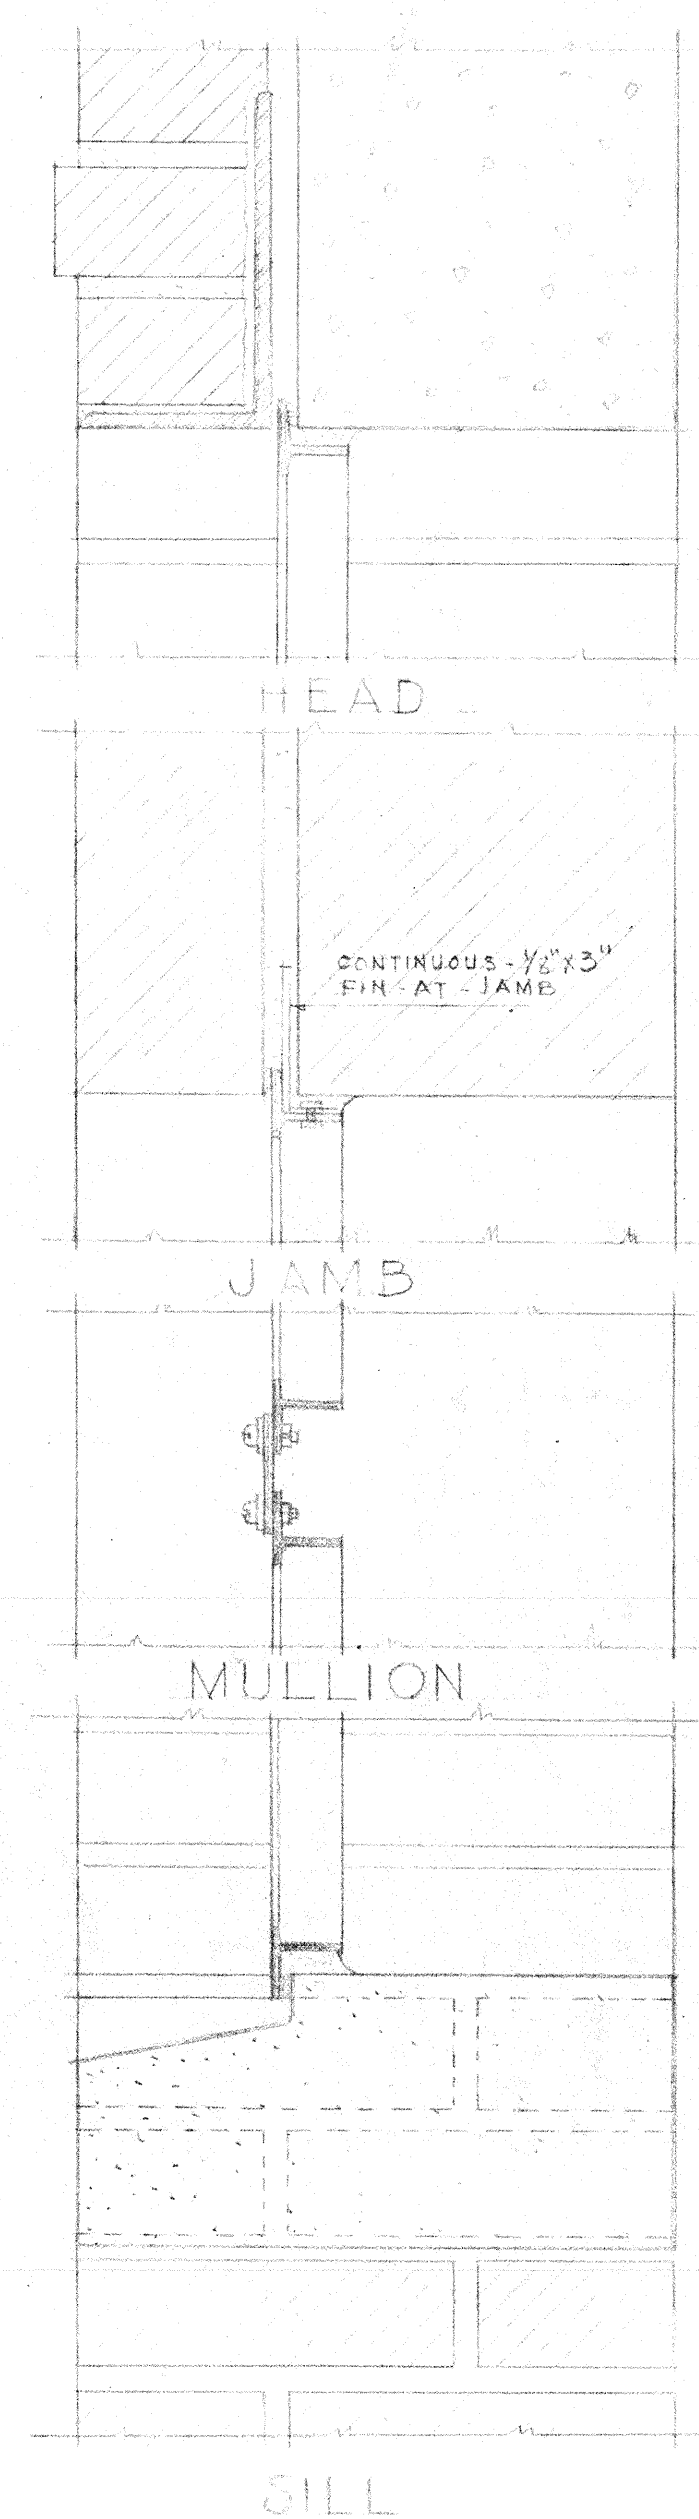 HEAD
CONTINUOUS - 1/8" x 3"
FIN - AT - JAMB
JAMB
MULLION
SILL